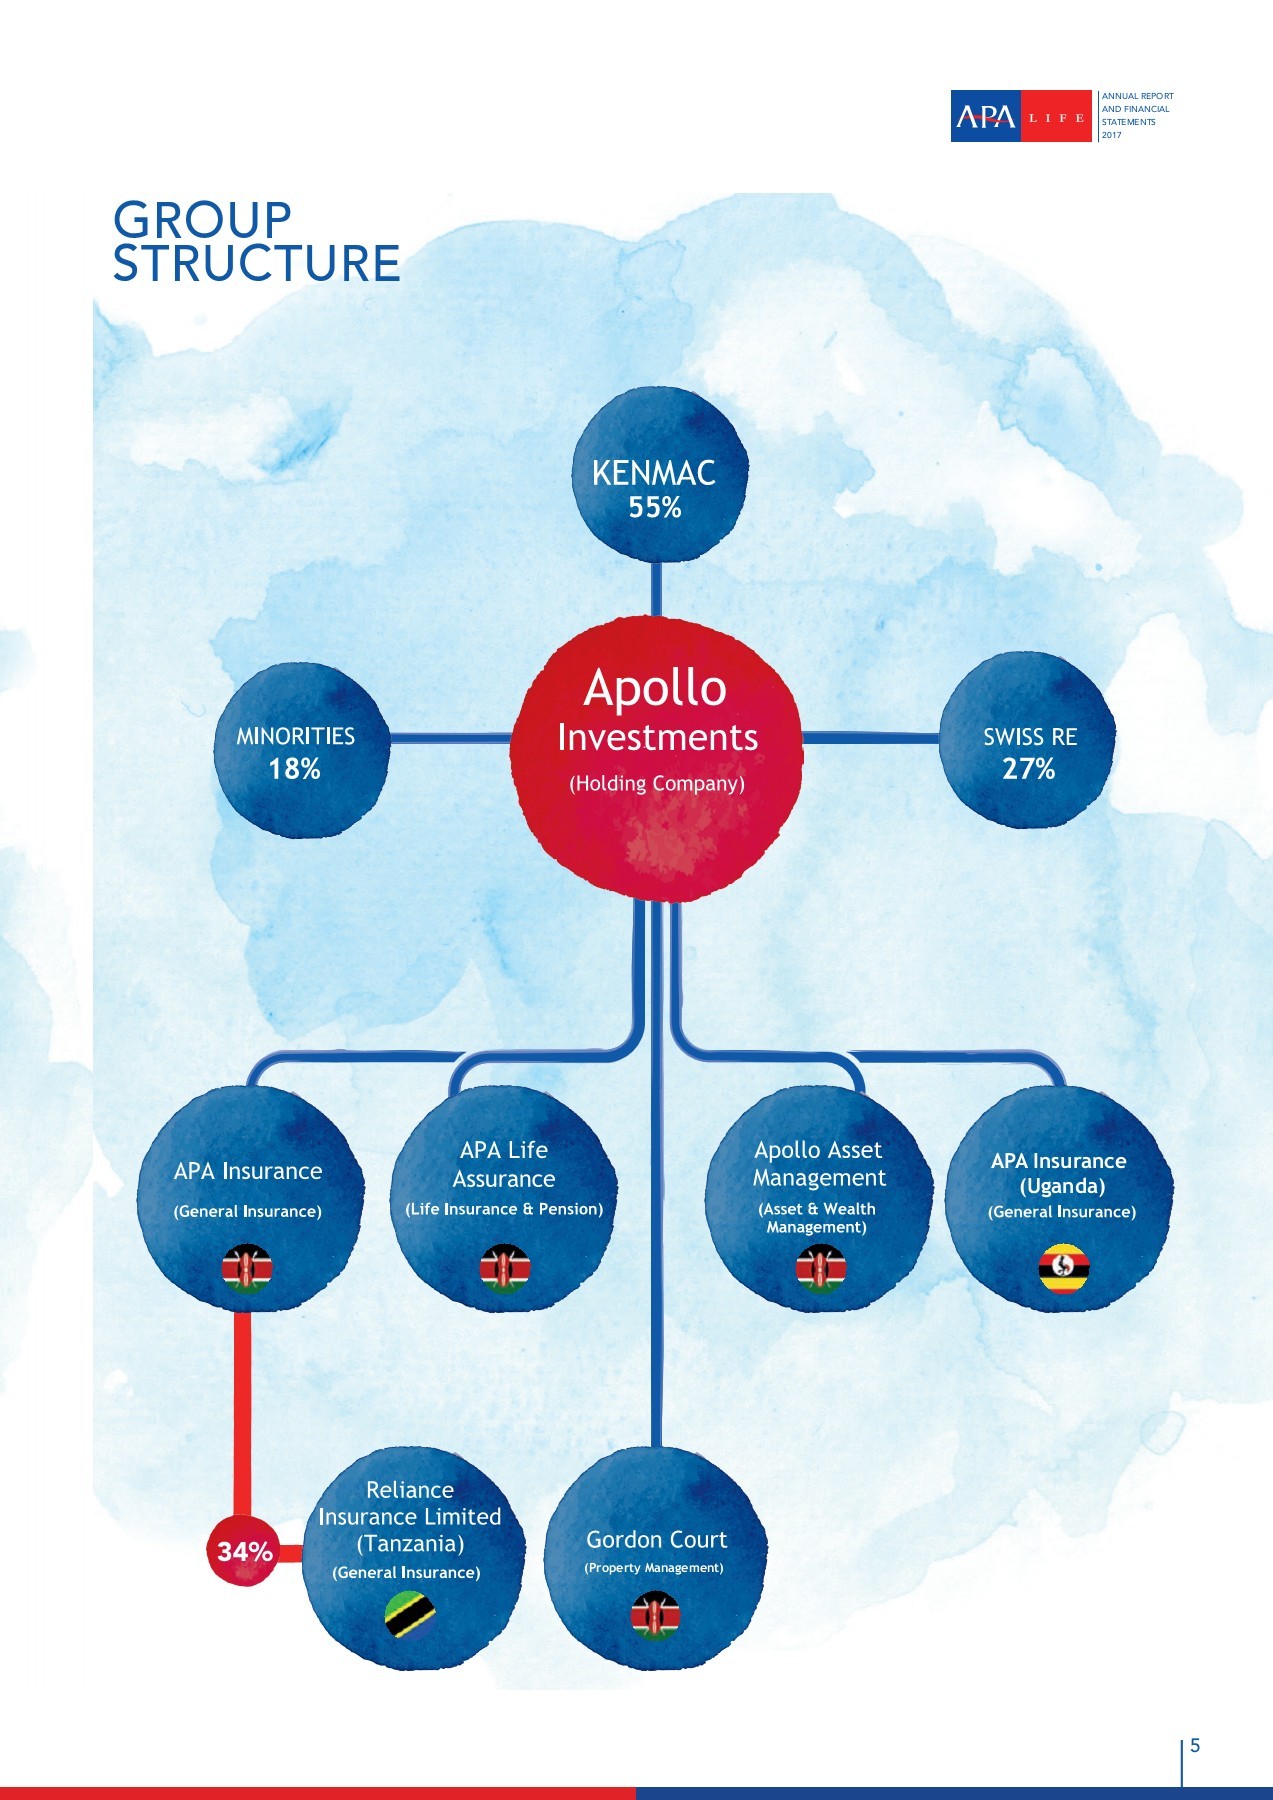 APA LIFE
ANNUAL REPORT
AND FINANCIAL
STATEMENTS
2017
GROUP
STRUCTURE
KENMAC
55%
MINORITIES
18%
Apollo
Investments
(Holding Company)
SWISS RE
27%
APA Insurance
(General Insurance)
APA Life
Assurance
(Life Insurance & Pension)
Apollo Asset
Management
(Asset & Wealth
Management)
APA Insurance
(Uganda)
(General Insurance)
34%
Reliance
Insurance Limited
(Tanzania)
(General Insurance)
Gordon Court
(Property Management)
5